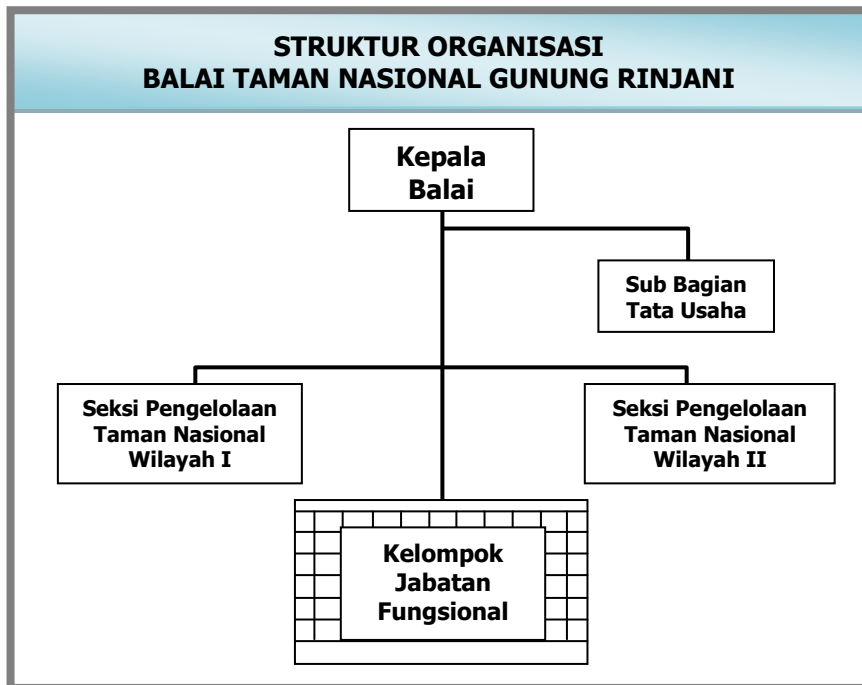 STRUKTUR ORGANISASI
BALAI TAMAN NASIONAL GUNUNG RINJANI
Kepala
Balai
Sub Bagian
Tata Usaha
Seksi Pengelolaan
Taman Nasional
Wilayah I
Seksi Pengelolaan
Taman Nasional
Wilayah II
Kelompok
Jabatan
Fungsional